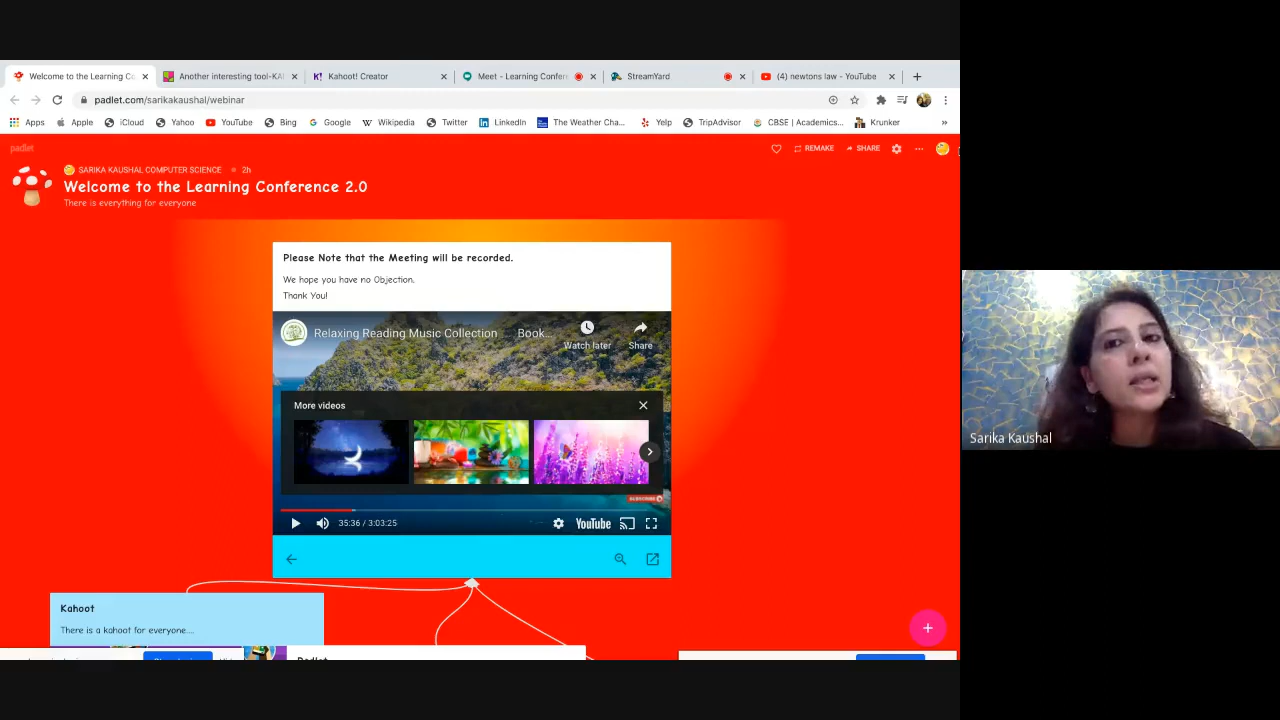 Welcome to the Learning Co
Another interesting tool-KA
Kahoot! Creator
Meet - Learning Confere
StreamYard
(4) newtons law - YouTube
padlet.com/sarikakaushal/webinar
Apps
Apple
iCloud
Yahoo
YouTube
Bing
Google
Wikipedia
Twitter
LinkedIn
The Weather Cha...
Yelp
TripAdvisor
CBSE | Academics...
Krunker
padlet
REMAKE
SHARE
SARIKA KAUSHAL COMPUTER SCIENCE 2h
Welcome to the Learning Conference 2.0
There is everything for everyone
Please Note that the Meeting will be recorded.
We hope you have no Objection.
Thank You!
Relaxing Reading Music Collection Book...
Watch later
Share
More videos
35:36 / 3:03:25
YouTube
Sarika Kaushal
Kahoot
There is a kahoot for everyone....
Padlet